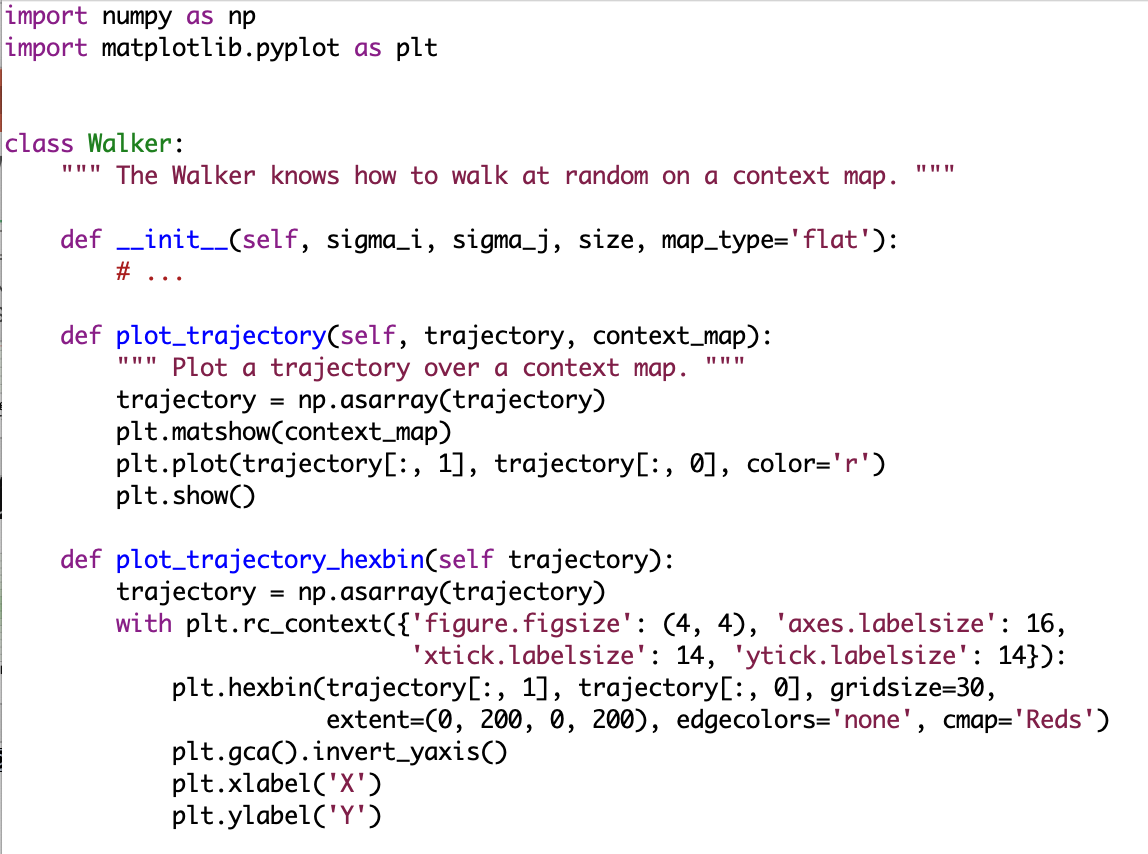 import numpy as np
import matplotlib.pyplot as plt
class Walker:
    """ The Walker knows how to walk at random on a context map. """
    def __init__(self, sigma_i, sigma_j, size, map_type='flat'):
        # ...
    def plot_trajectory(self, trajectory, context_map):
        """ Plot a trajectory over a context map. """
        trajectory = np.asarray(trajectory)
        plt.matshow(context_map)
        plt.plot(trajectory[:, 1], trajectory[:, 0], color='r')
        plt.show()
    def plot_trajectory_hexbin(self trajectory):
        trajectory = np.asarray(trajectory)
        with plt.rc_context({'figure.figsize': (4, 4), 'axes.labelsize': 16,
                             'xtick.labelsize': 14, 'ytick.labelsize': 14}):
            plt.hexbin(trajectory[:, 1], trajectory[:, 0], gridsize=30,
                       extent=(0, 200, 0, 200), edgecolors='none', cmap='Reds')
            plt.gca().invert_yaxis()
            plt.xlabel('X')
            plt.ylabel('Y')